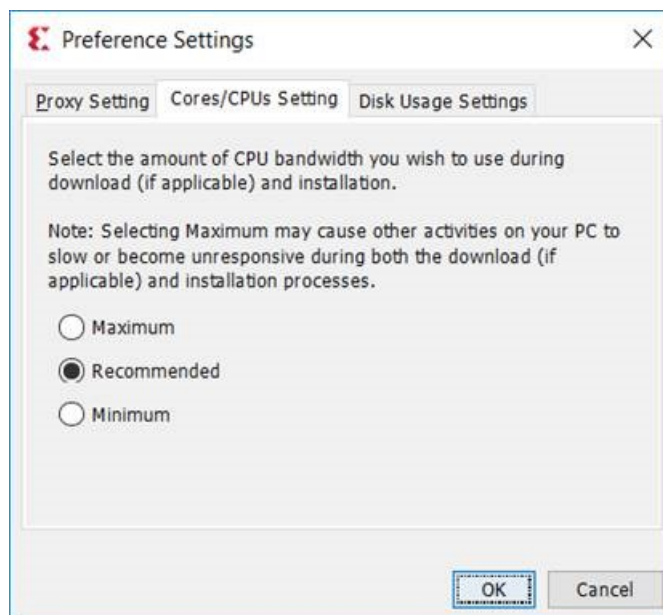 Preference Settings
Proxy Setting Cores/CPUs Setting Disk Usage Settings
Select the amount of CPU bandwidth you wish to use during
download (if applicable) and installation.
Note: Selecting Maximum may cause other activities on your PC to
slow or become unresponsive during both the download (if
applicable) and installation processes.
Maximum
Recommended
Minimum
OK Cancel